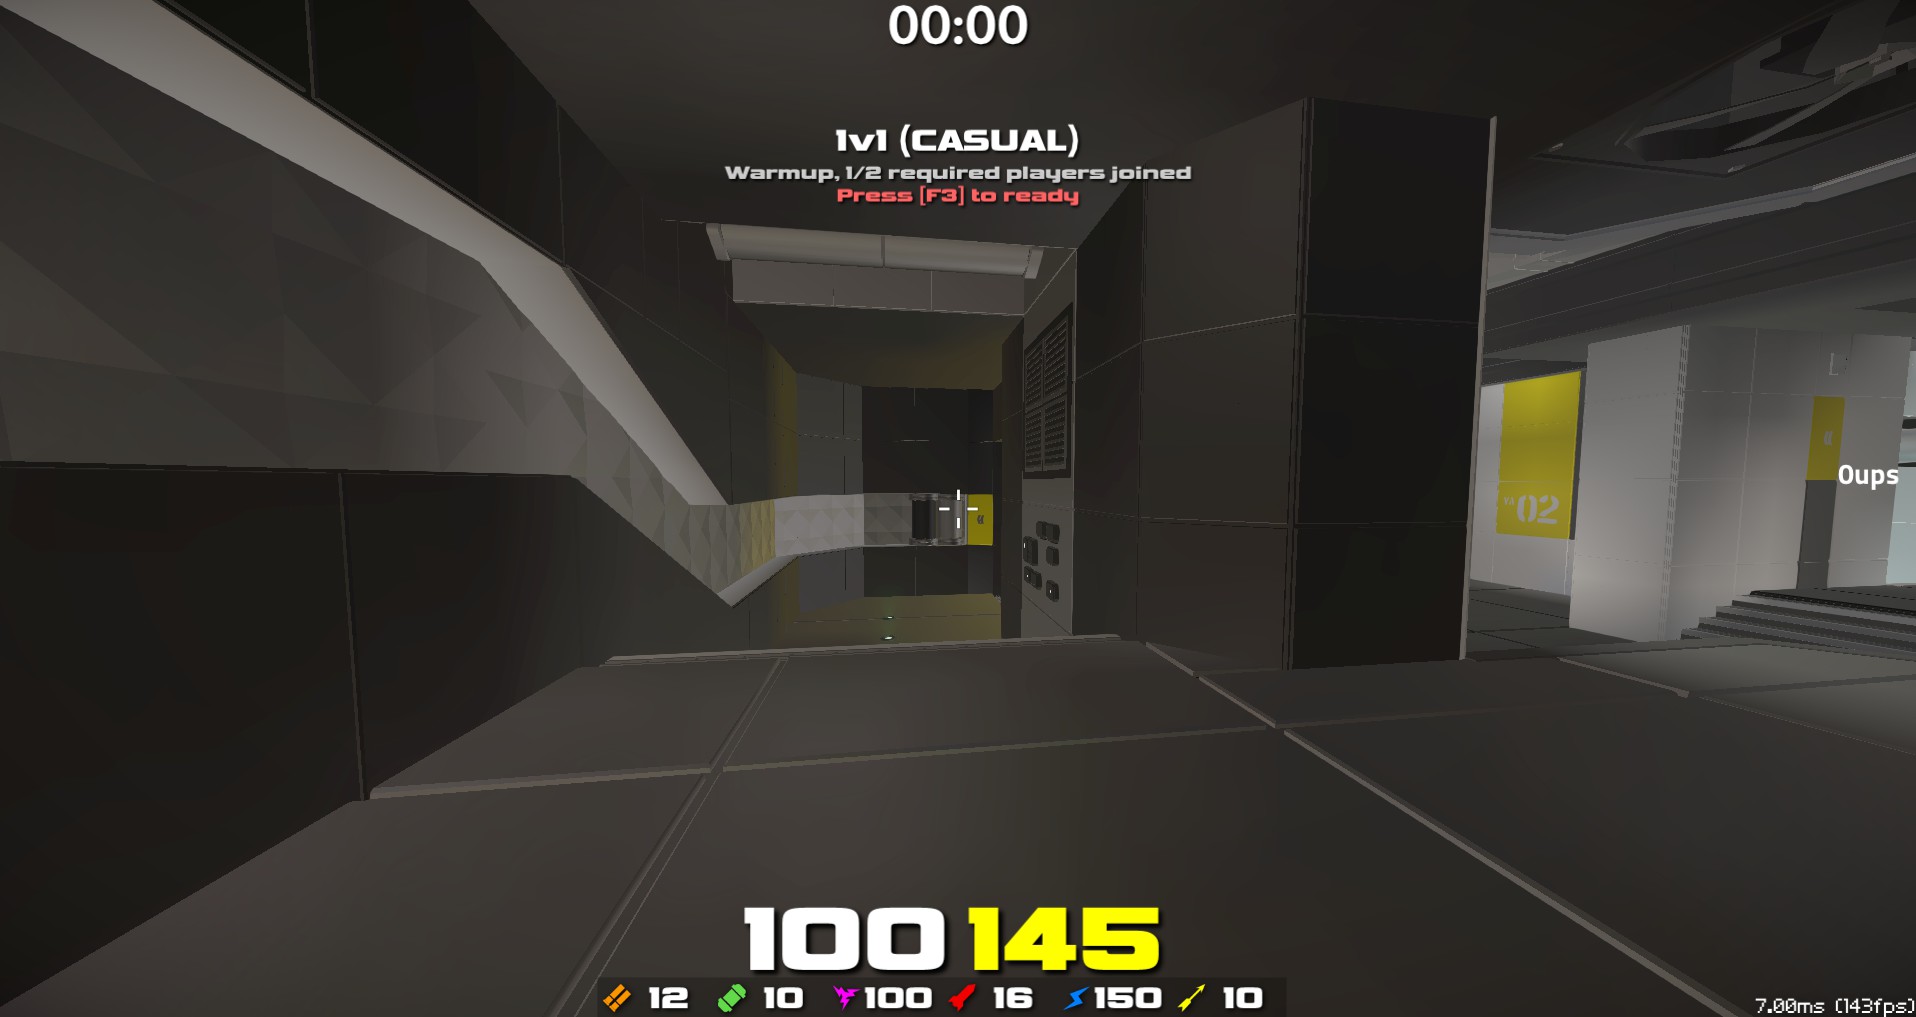 00:00
1v1 (CASUAL)
Warmup, 1/2 required players joined
Press [F3] to ready
02
Oups
100 145
12 10 100 16 150 10
7.00ms (143fps)